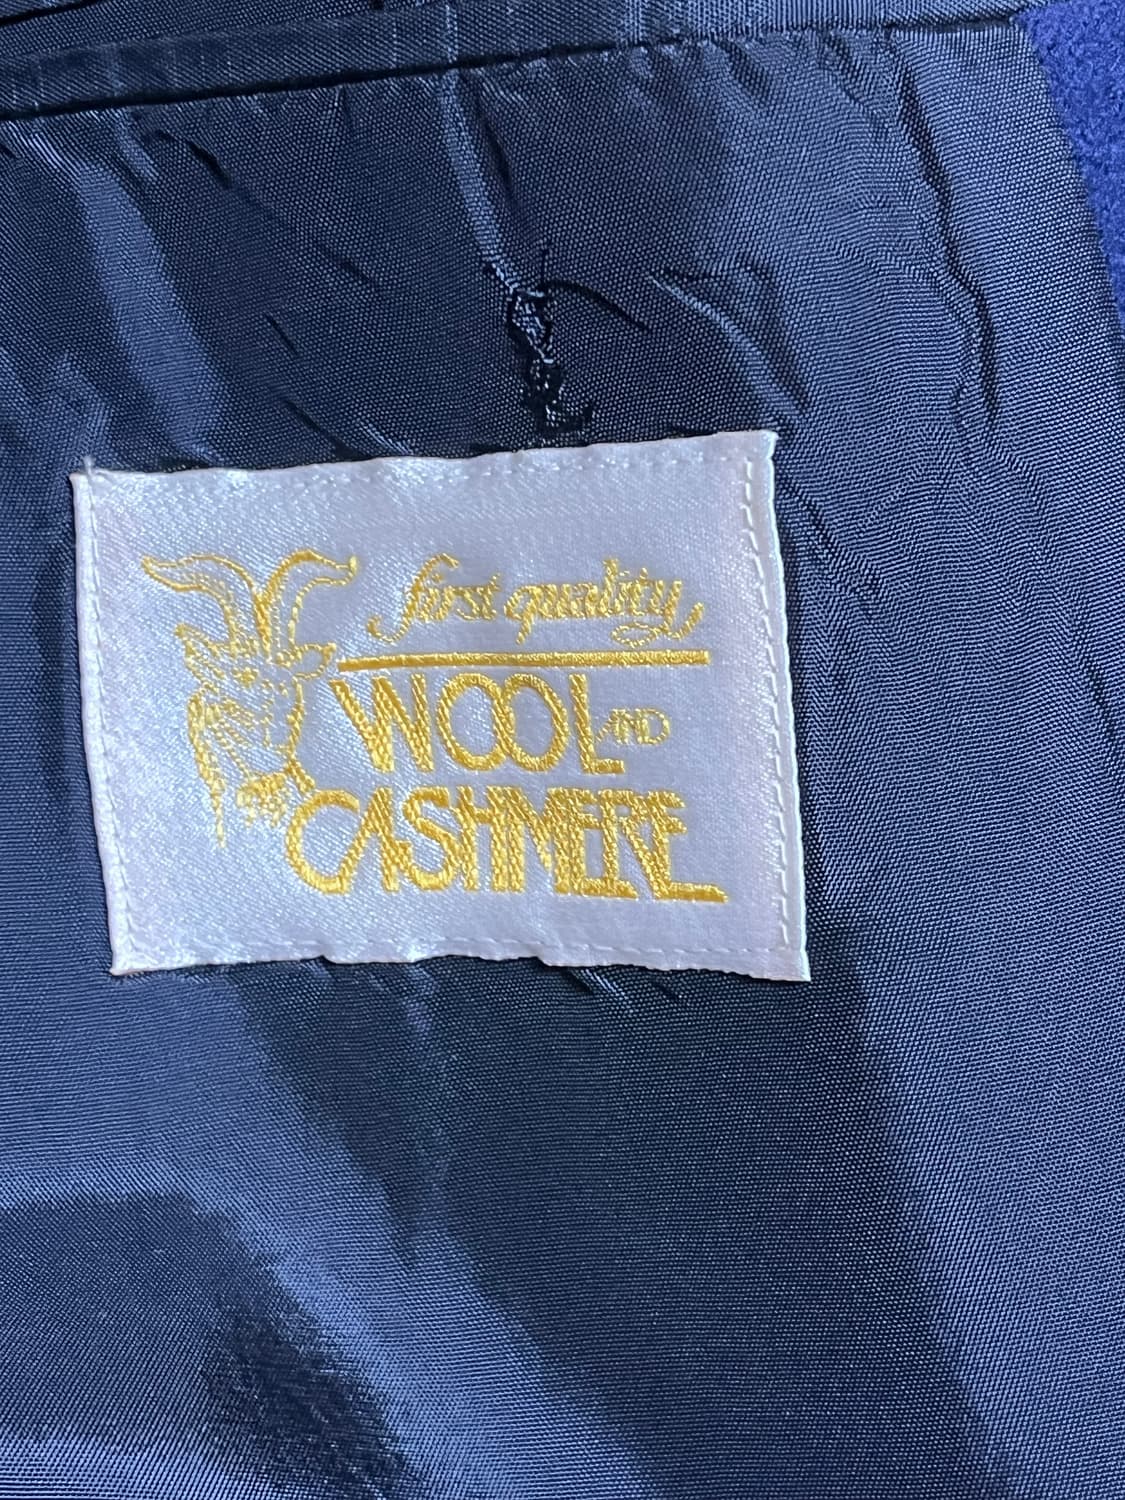 first quality
WOOL AND
CASHMERE